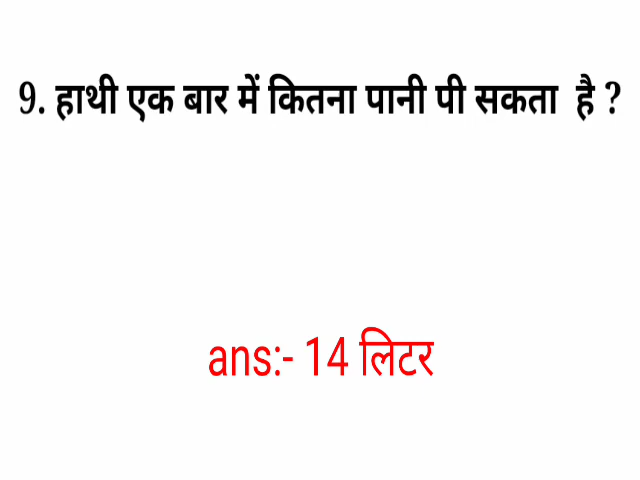 9. हाथी एक बार में कितना पानी पी सकता है ?
ans:- 14 लिटर